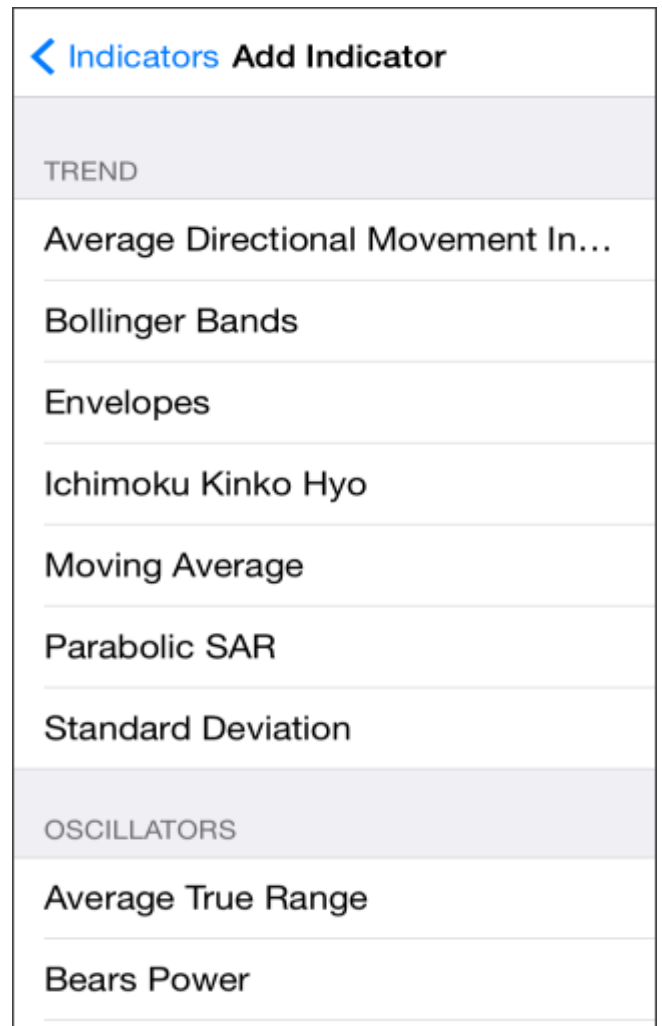 Indicators Add Indicator
TREND
Average Directional Movement In...
Bollinger Bands
Envelopes
Ichimoku Kinko Hyo
Moving Average
Parabolic SAR
Standard Deviation
OSCILLATORS
Average True Range
Bears Power